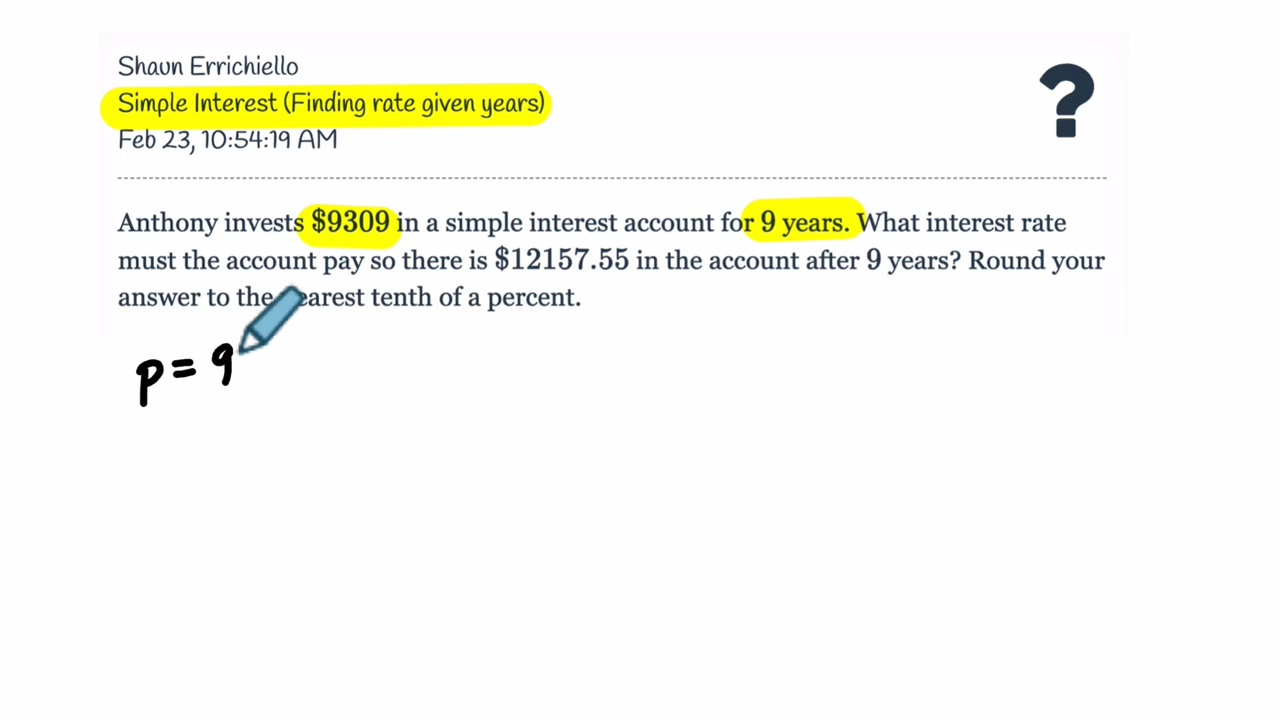 Shaun Errichiello
Simple Interest (Finding rate given years)
Feb 23, 10:54:19 AM
?
Anthony invests $9309 in a simple interest account for 9 years. What interest rate
must the account pay so there is $12157.55 in the account after 9 years? Round your
answer to the nearest tenth of a percent.
p = 9